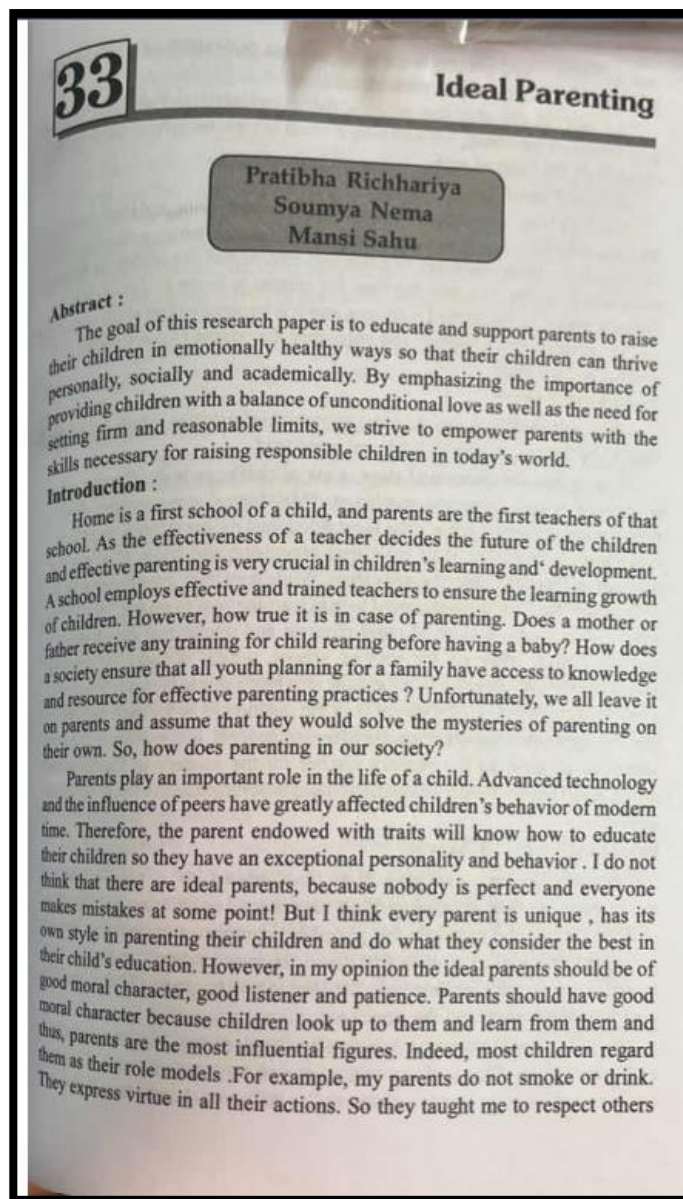 33
Ideal Parenting
Pratibha Richhariya
Soumya Nema
Mansi Sahu
Abstract :
The goal of this research paper is to educate and support parents to raise
their children in emotionally healthy ways so that their children can thrive
personally, socially and academically. By emphasizing the importance of
providing children with a balance of unconditional love as well as the need for
setting firm and reasonable limits, we strive to empower parents with the
skills necessary for raising responsible children in today's world.
Introduction :
Home is a first school of a child, and parents are the first teachers of that
school. As the effectiveness of a teacher decides the future of the children
and effective parenting is very crucial in children's learning and‘ development.
A school employs effective and trained teachers to ensure the learning growth
of children. However, how true it is in case of parenting. Does a mother or
father receive any training for child rearing before having a baby? How does
a society ensure that all youth planning for a family have access to knowledge
and resource for effective parenting practices ? Unfortunately, we all leave it
on parents and assume that they would solve the mysteries of parenting on
their own. So, how does parenting in our society?
Parents play an important role in the life of a child. Advanced technology
and the influence of peers have greatly affected children's behavior of modern
time. Therefore, the parent endowed with traits will know how to educate
their children so they have an exceptional personality and behavior . I do not
think that there are ideal parents, because nobody is perfect and everyone
makes mistakes at some point! But I think every parent is unique , has its
own style in parenting their children and do what they consider the best in
their child's education. However, in my opinion the ideal parents should be of
good moral character, good listener and patience. Parents should have good
moral character because children look up to them and learn from them and
thus, parents are the most influential figures. Indeed, most children regard
them as their role models .For example, my parents do not smoke or drink.
They express virtue in all their actions. So they taught me to respect others